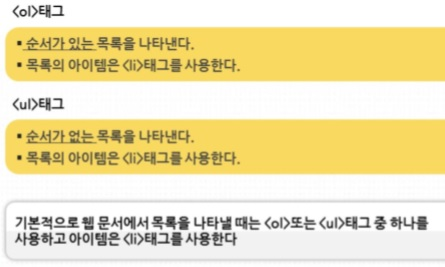 <ol>태그
▪ 순서가 있는 목록을 나타낸다.
▪ 목록의 아이템은 <li>태그를 사용한다.
<ul>태그
▪ 순서가 없는 목록을 나타낸다.
▪ 목록의 아이템은 <li>태그를 사용한다.
기본적으로 웹 문서에서 목록을 나타낼 때는 <ol>또는 <ul>태그 중 하나를
사용하고 아이템은 <li>태그를 사용한다